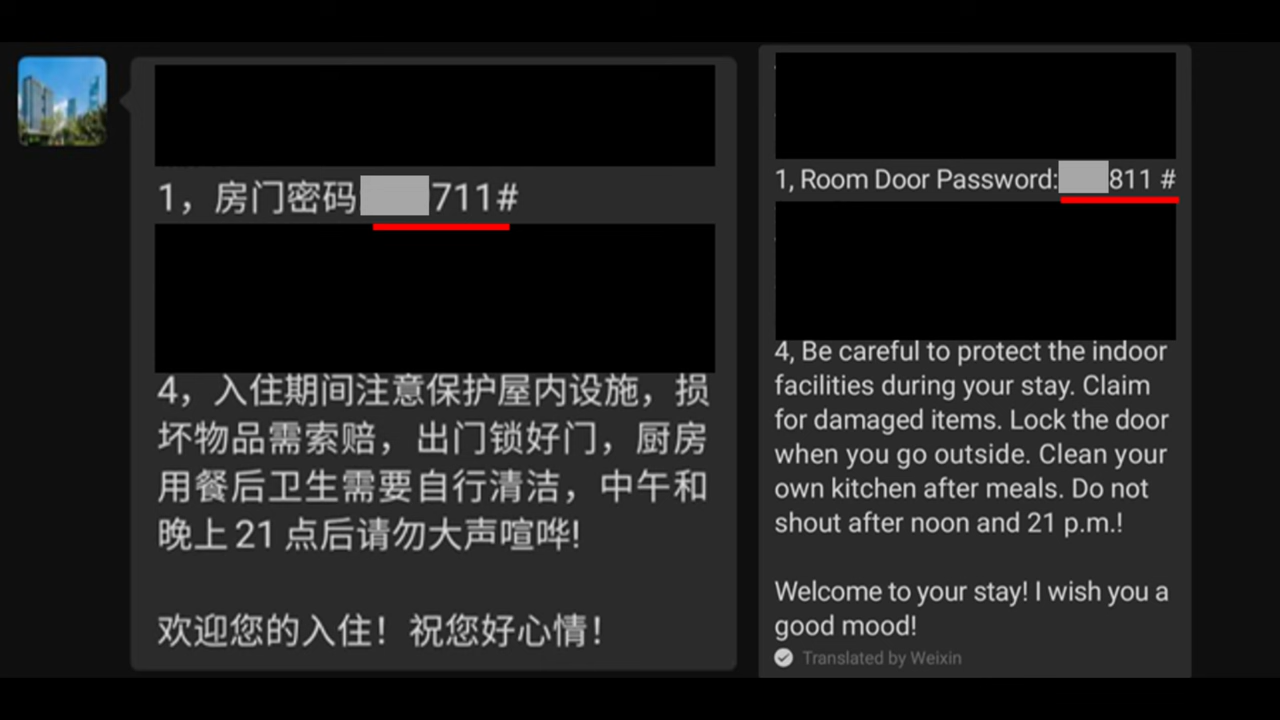 1，房门密码 711#
4，入住期间注意保护屋内设施，损
坏物品需索赔，出门锁好门，厨房
用餐后卫生需要自行清洁，中午和
晚上 21 点后请勿大声喧哗!
欢迎您的入住！祝您好心情！
1, Room Door Password: 811 #
4, Be careful to protect the indoor
facilities during your stay. Claim
for damaged items. Lock the door
when you go outside. Clean your
own kitchen after meals. Do not
shout after noon and 21 p.m.!
Welcome to your stay! I wish you a
good mood!
Translated by Weixin